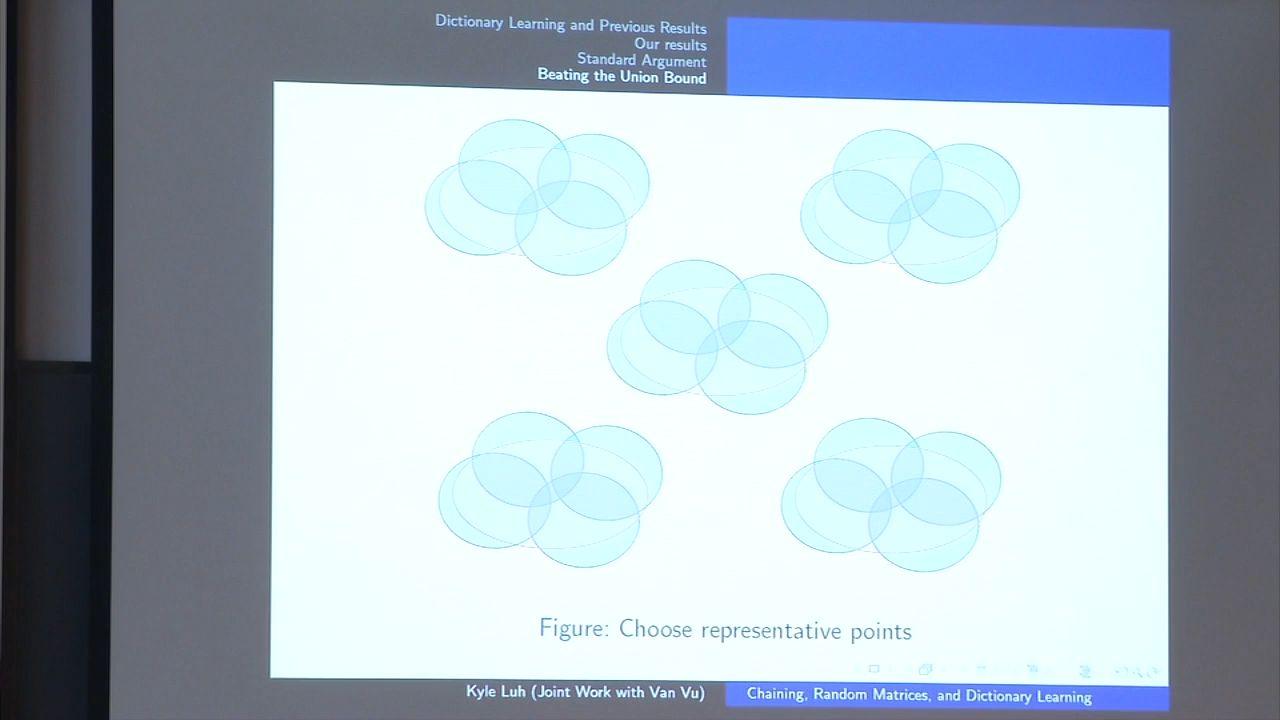 Dictionary Learning and Previous Results
Our results
Standard Argument
Beating the Union Bound
Figure: Choose representative points
Kyle Luh (Joint Work with Van Vu)
Chaining, Random Matrices, and Dictionary Learning